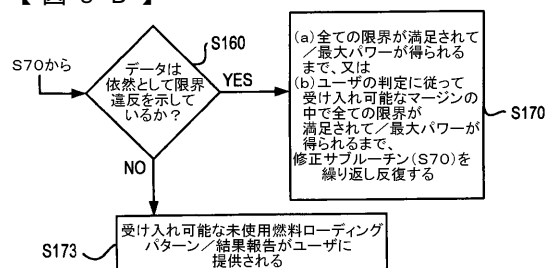 S70から
データは
依然として限界
違反を示して
いるか？
S160
YES
NO
(a)全ての限界が満足されて
／最大パワーが得られる
まで、又は
(b)ユーザの判定に従って
受け入れ可能なマージンの
中で全ての限界が
満足されて／最大パワーが
得られるまで、
修正サブルーチン(S70)を
繰り返し反復する
S170
S173
受け入れ可能な未使用燃料ローディング
パターン／結果報告がユーザに
提供される